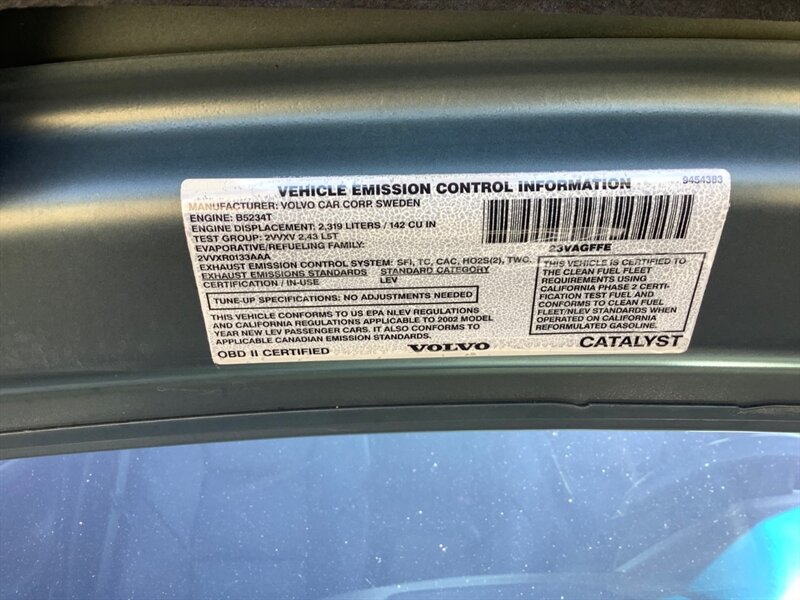 VEHICLE EMISSION CONTROL INFORMATION
9454383
MANUFACTURER: VOLVO CAR CORP. SWEDEN
ENGINE: B5234T
ENGINE DISPLACEMENT: 2,319 LITERS / 142 CU IN
TEST GROUP: 2VVXV 2.43 L5T
EVAPORATIVE/REFUELING FAMILY:
2VVXR0133AAA
EXHAUST EMISSION CONTROL SYSTEM: SFI, TC, CAC, HO2S(2), TWC.
EXHAUST EMISSIONS STANDARDS STANDARD CATEGORY
CERTIFICATION / IN-USE LEV
TUNE-UP SPECIFICATIONS: NO ADJUSTMENTS NEEDED
THIS VEHICLE CONFORMS TO US EPA NLEV REGULATIONS
AND CALIFORNIA REGULATIONS APPLICABLE TO 2002 MODEL
YEAR NEW LEV PASSENGER CARS. IT ALSO CONFORMS TO
APPLICABLE CANADIAN EMISSION STANDARDS.
OBD II CERTIFIED
VOLVO
23VAGFFE
THIS VEHICLE IS CERTIFIED TO
THE CLEAN FUEL FLEET
REQUIREMENTS USING
CALIFORNIA PHASE 2 CERTI-
FICATION TEST FUEL AND
CONFORMS TO CLEAN FUEL
FLEET/NLEV STANDARDS WHEN
OPERATED ON CALIFORNIA
REFORMULATED GASOLINE.
CATALYST